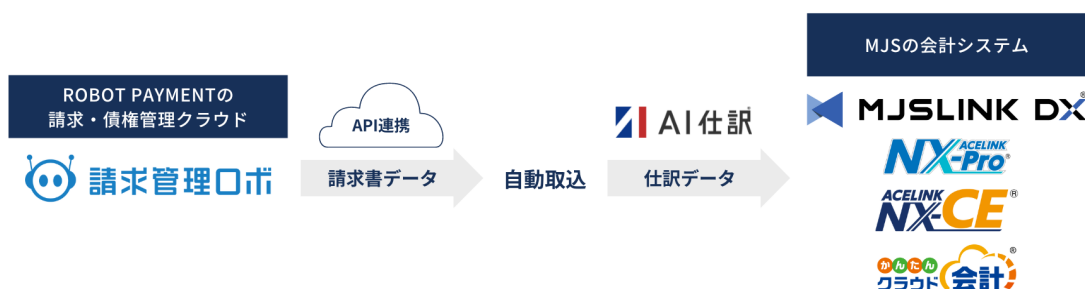 ROBOT PAYMENTの
請求・債権管理クラウド
請求管理ロボ
API連携
請求書データ
自動取込
AI仕訳
仕訳データ
MJSの会計システム
MJSLINK DX®
ACELINK
NX-Pro®
ACELINK
NX-CE®
かんたん
クラウド会計®